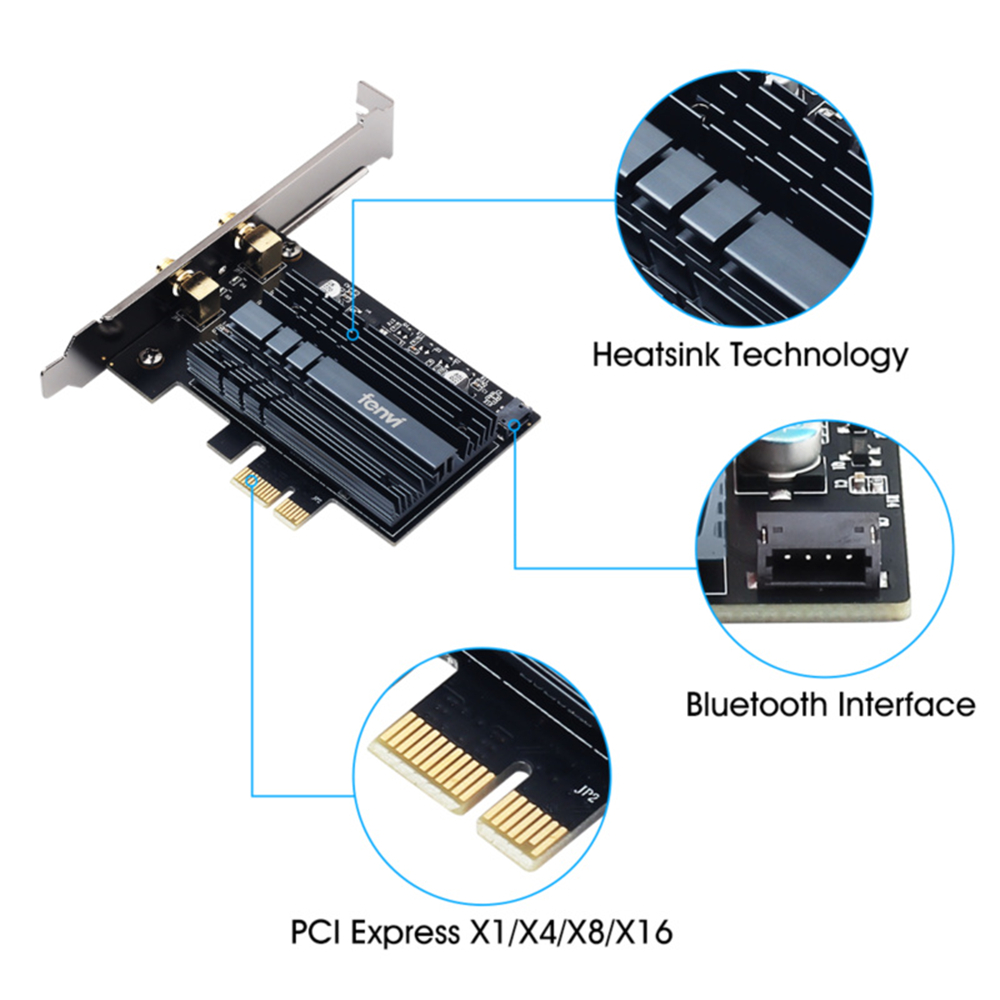 Heatsink Technology
fenvi
Bluetooth Interface
JP2
PCI Express X1/X4/X8/X16